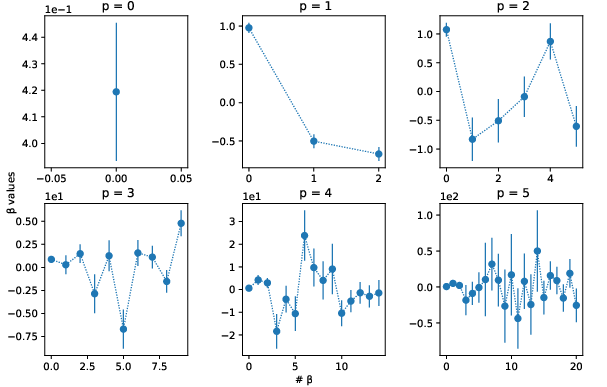 p = 0 p = 1 p = 2
1e−1
4.4 1.0 1.0
4.3 0.5 0.5
4.2 0.0 0.0
4.1 −0.5 −0.5
4.0 −1.0
−0.05 0.00 0.05 0 1 2 0 2 4
β values
p = 3 p = 4 p = 5
1e1 1e1 1e2
0.50 3 1.0
0.25 2 0.5
0.00 1 0.0
−0.25 0 −0.5
−0.50 −1
−0.75 −2
0.0 2.5 5.0 7.5 0 10 0 5 10 15 20
# β